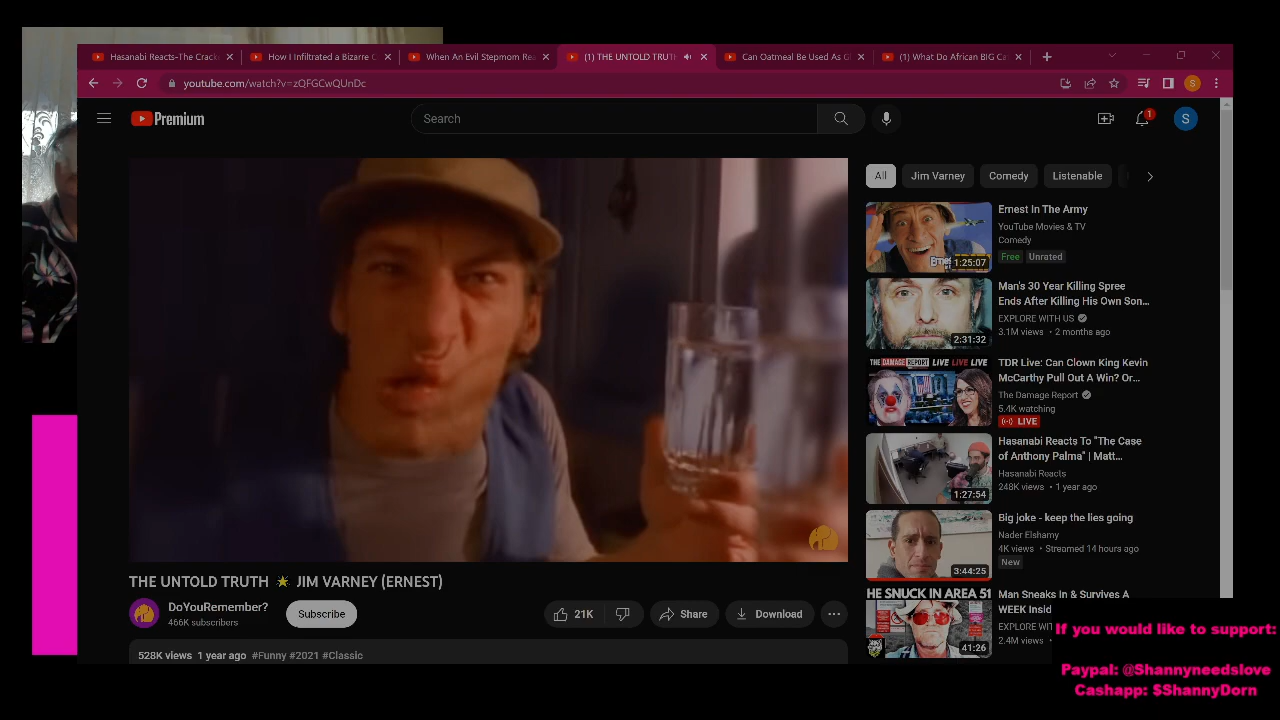 Hasanabi Reacts-The Crack
How I Infiltrated a Bizarre
When An Evil Stepmom Rea
(1) THE UNTOLD TRUTH
Can Oatmeal Be Used As
(1) What Do African BIG Ca
youtube.com/watch?v=zQFGCwQUnDc
S
Premium
Search
1
S
All
Jim Varney
Comedy
Listenable
Ernest In The Army
YouTube Movies & TV
Comedy
Free Unrated
1:25:07
Man's 30 Year Killing Spree
Ends After Killing His Own Son...
EXPLORE WITH US
3.1M views • 2 months ago
2:31:32
THE DAMAGE REPORT LIVE LIVE LIVE
TDR Live: Can Clown King Kevin
McCarthy Pull Out A Win? Or...
The Damage Report
5.4K watching
LIVE
Hasanabi Reacts To "The Case
of Anthony Palma" | Matt...
Hasanabi Reacts
248K views • 1 year ago
1:27:54
Big joke - keep the lies going
Nader Elshamy
4K views • Streamed 14 hours ago
New
3:44:25
HE SNUCK IN AREA 51
Man Sneaks In & Survives A
WEEK Insid
EXPLORE WIT
2.4M views
41:26
THE UNTOLD TRUTH JIM VARNEY (ERNEST)
DoYouRemember?
466K subscribers
Subscribe
21K
Share
Download
528K views 1 year ago #Funny #2021 #Classic
If you would like to support:
Paypal: @Shannyneedslove
Cashapp: $ShannyDorn